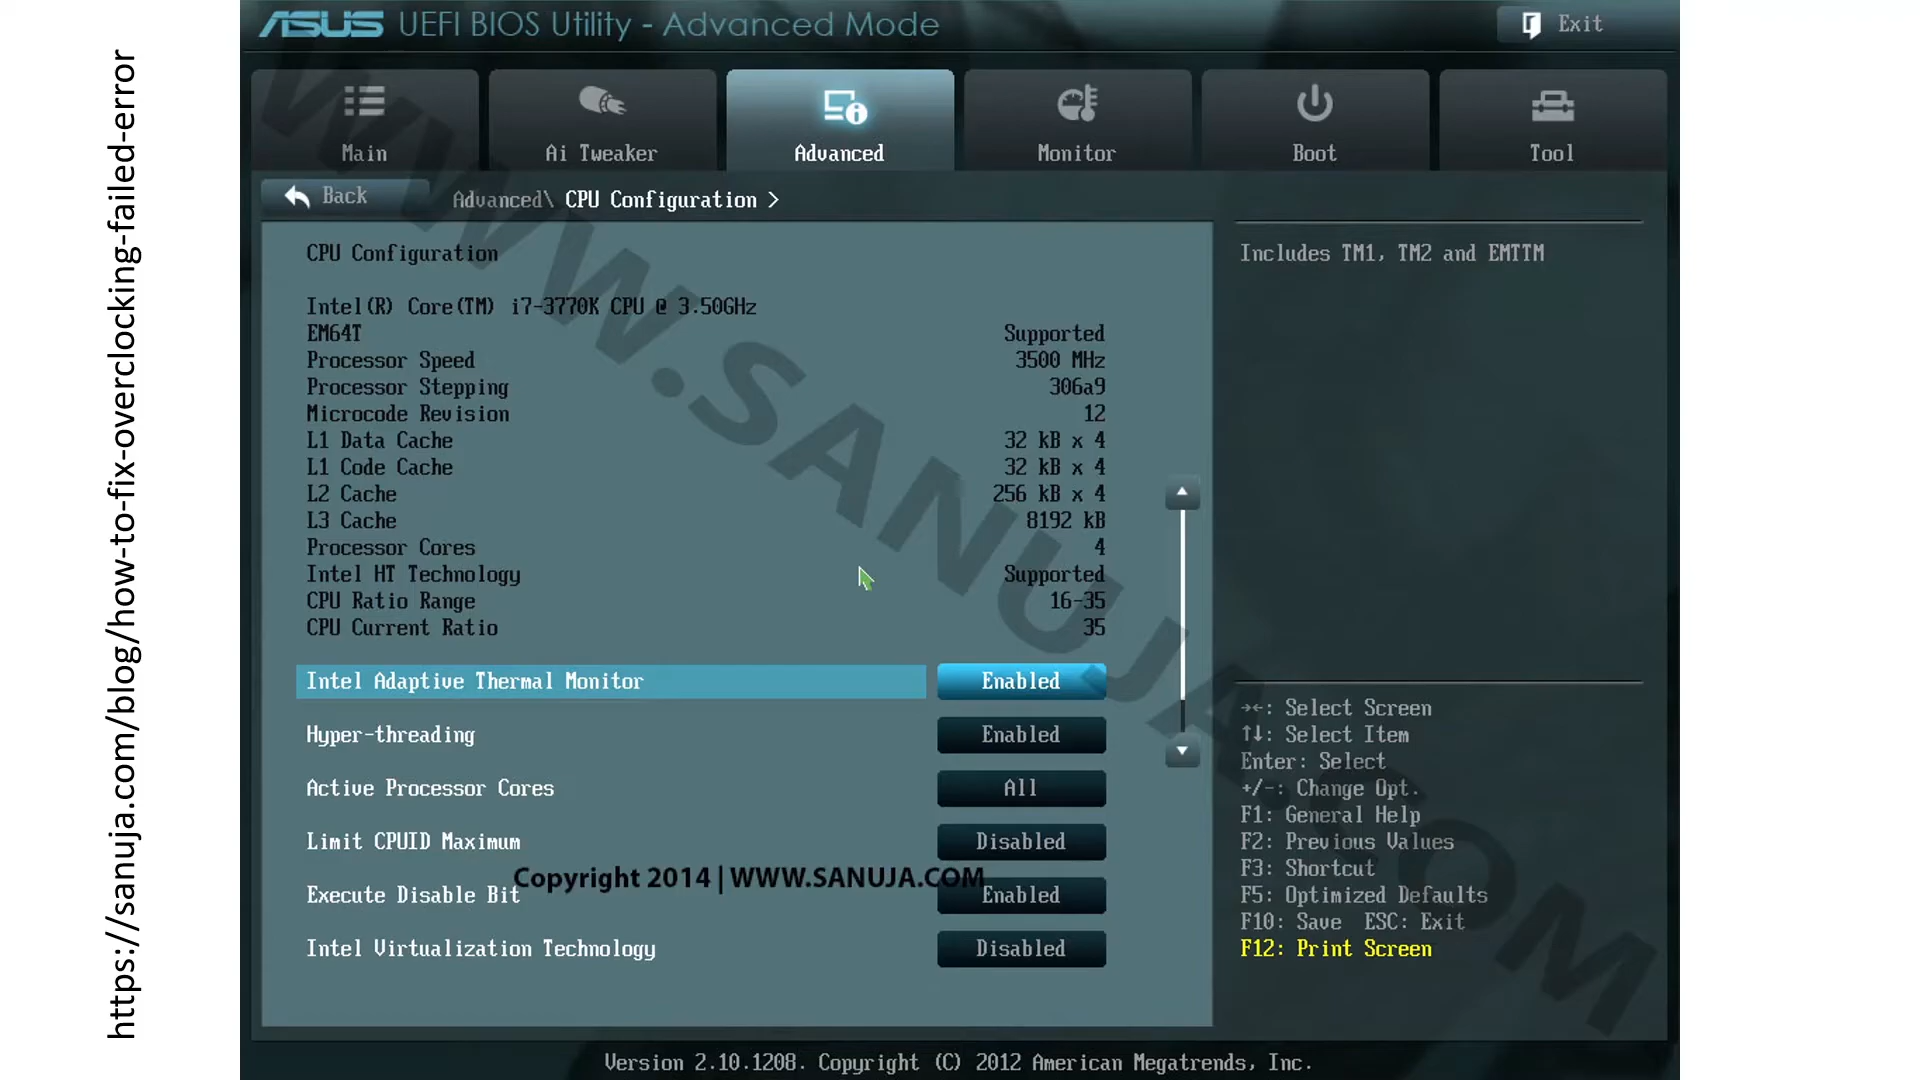 https://sanuja.com/blog/how-to-fix-overclocking-failed-error
ASUS UEFI BIOS Utility - Advanced Mode
Exit
Main
Ai Tweaker
Advanced
Monitor
Boot
Tool
Back
Advanced\ CPU Configuration >
CPU Configuration
Intel(R) Core(TM) i7-3770K CPU @ 3.50GHz
EM64T Supported
Processor Speed 3500 MHz
Processor Stepping 306a9
Microcode Revision 12
L1 Data Cache 32 kB x 4
L1 Code Cache 32 kB x 4
L2 Cache 256 kB x 4
L3 Cache 8192 kB
Processor Cores 4
Intel HT Technology Supported
CPU Ratio Range 16-35
CPU Current Ratio 35
Intel Adaptive Thermal Monitor Enabled
Hyper-threading Enabled
Active Processor Cores All
Limit CPUID Maximum Disabled
Execute Disable Bit Enabled
Intel Virtualization Technology Disabled
Includes TM1, TM2 and EMTTM
→←: Select Screen
↑↓: Select Item
Enter: Select
+/-: Change Opt.
F1: General Help
F2: Previous Values
F3: Shortcut
F5: Optimized Defaults
F10: Save ESC: Exit
F12: Print Screen
Version 2.10.1208. Copyright (C) 2012 American Megatrends, Inc.
WWW.SANUJA.COM
Copyright 2014 | WWW.SANUJA.COM